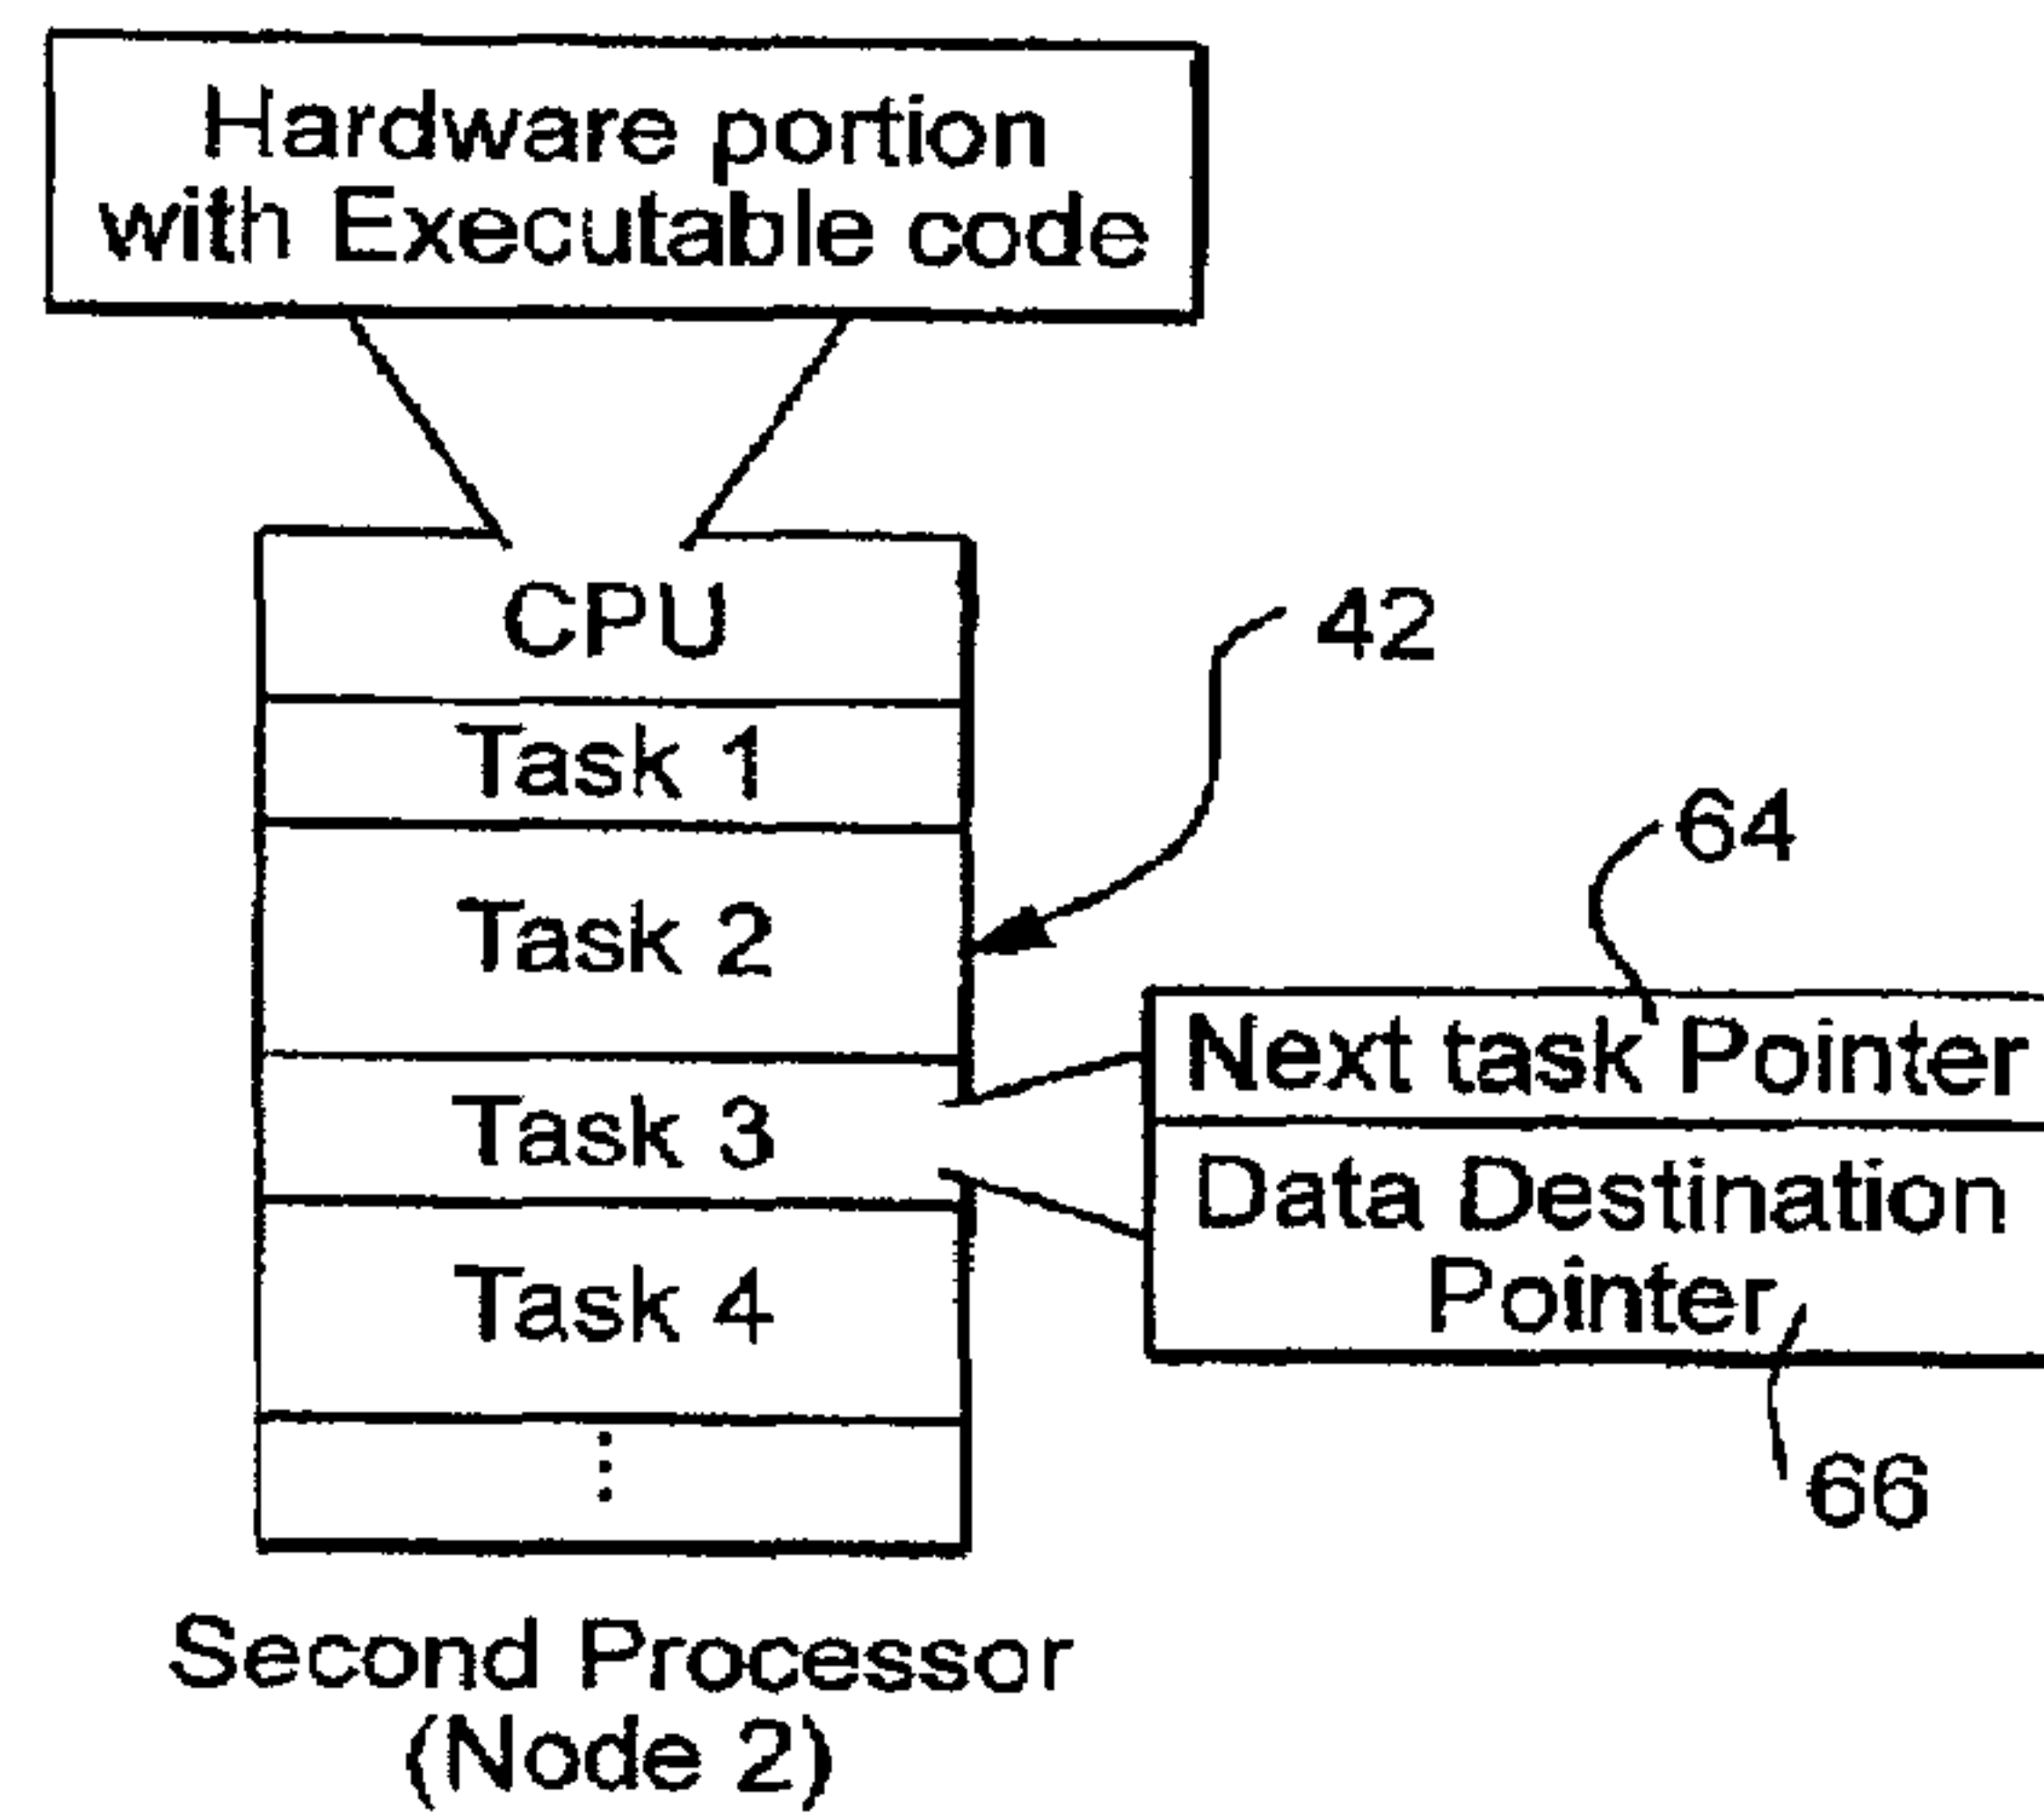 Hardware portion
with Executable code
CPU
Task 1
Task 2
Task 3
Task 4
42
64
Next task Pointer
Data Destination
Pointer
66
Second Processor
(Node 2)